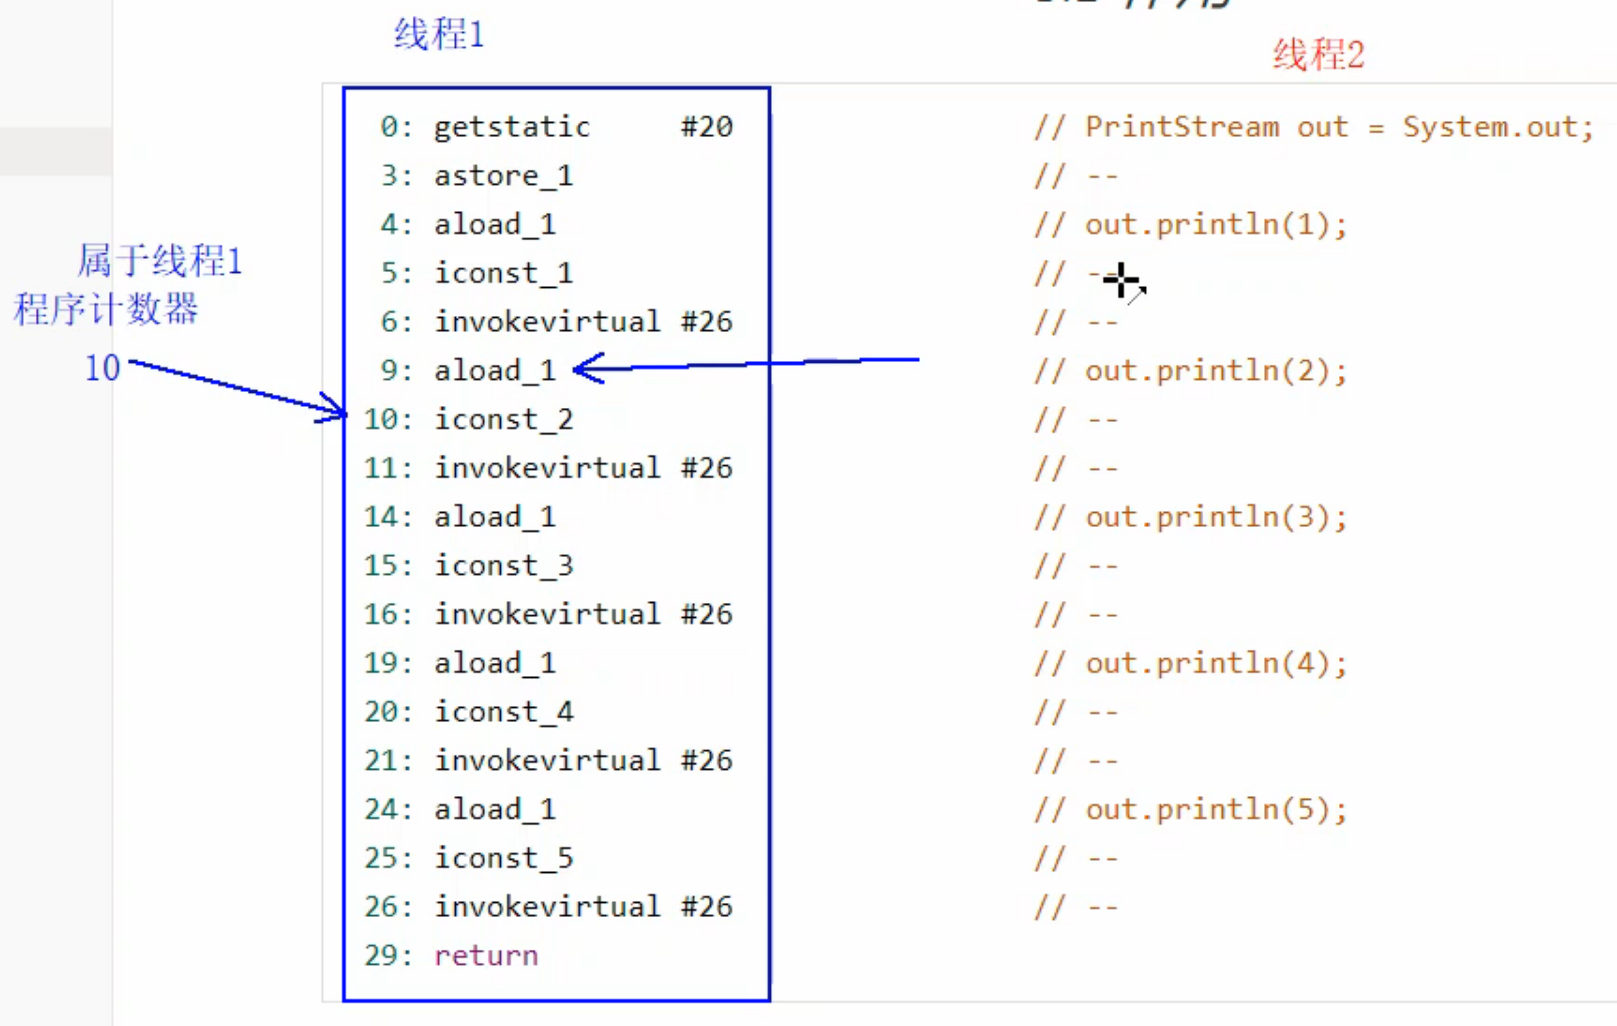 线程1
线程2
0: getstatic #20 // PrintStream out = System.out;
3: astore_1 // --
4: aload_1 // out.println(1);
属于线程1
5: iconst_1 // --
程序计数器
6: invokevirtual #26 // --
10
9: aload_1 // out.println(2);
10: iconst_2 // --
11: invokevirtual #26 // --
14: aload_1 // out.println(3);
15: iconst_3 // --
16: invokevirtual #26 // --
19: aload_1 // out.println(4);
20: iconst_4 // --
21: invokevirtual #26 // --
24: aload_1 // out.println(5);
25: iconst_5 // --
26: invokevirtual #26 // --
29: return